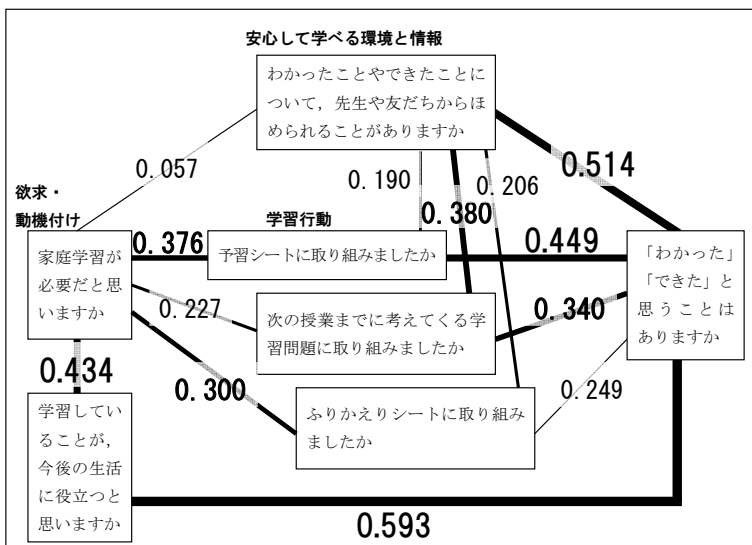 安心して学べる環境と情報
わかったことやできたことに
ついて，先生や友だちからほ
められることがありますか
0.057
0.190
0.206
0.514
欲求・
動機付け
学習行動
0.380
家庭学習が
必要だと思
いますか
0.376
予習シートに取り組みましたか
0.449
「わかった」
「できた」と
思うことは
ありますか
0.227
次の授業までに考えてくる学
習問題に取り組みましたか
0.340
0.434
0.300
ふりかえりシートに取り組み
ましたか
0.249
学習してい
ることが，
今後の生活
に役立つと
思いますか
0.593